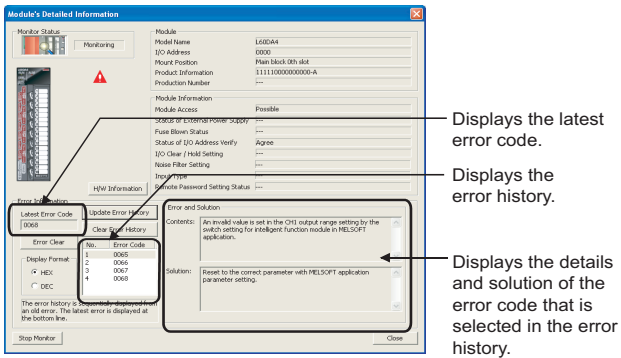 Module's Detailed Information
Monitor Status
Monitoring
Module
Model Name L60DA4
I/O Address 0000
Mount Position Main block 0th slot
Product Information 111110000000000-A
Production Number ---
Module Information
Module Access Possible
Status of External Power Supply ---
Fuse Blown Status ---
Status of I/O Address Verify Agree
I/O Clear / Hold Setting ---
Noise Filter Setting ---
Input Type ---
Remote Password Setting Status ---
H/W Information
Error Information
Latest Error Code
0068
Update Error History
Clear Error History
Error Clear
Display Format
HEX
DEC
No. Error Code
1 0065
2 0066
3 0067
4 0068
The error history is sequentially displayed from
an old error. The latest error is displayed at
the bottom line.
Error and Solution
Contents: An invalid value is set in the CH1 output range setting by the
switch setting for intelligent function module in MELSOFT
application.
Solution: Reset to the correct parameter with MELSOFT application
parameter setting.
Stop Monitor
Close
Displays the latest
error code.
Displays the
error history.
Displays the details
and solution of the
error code that is
selected in the error
history.